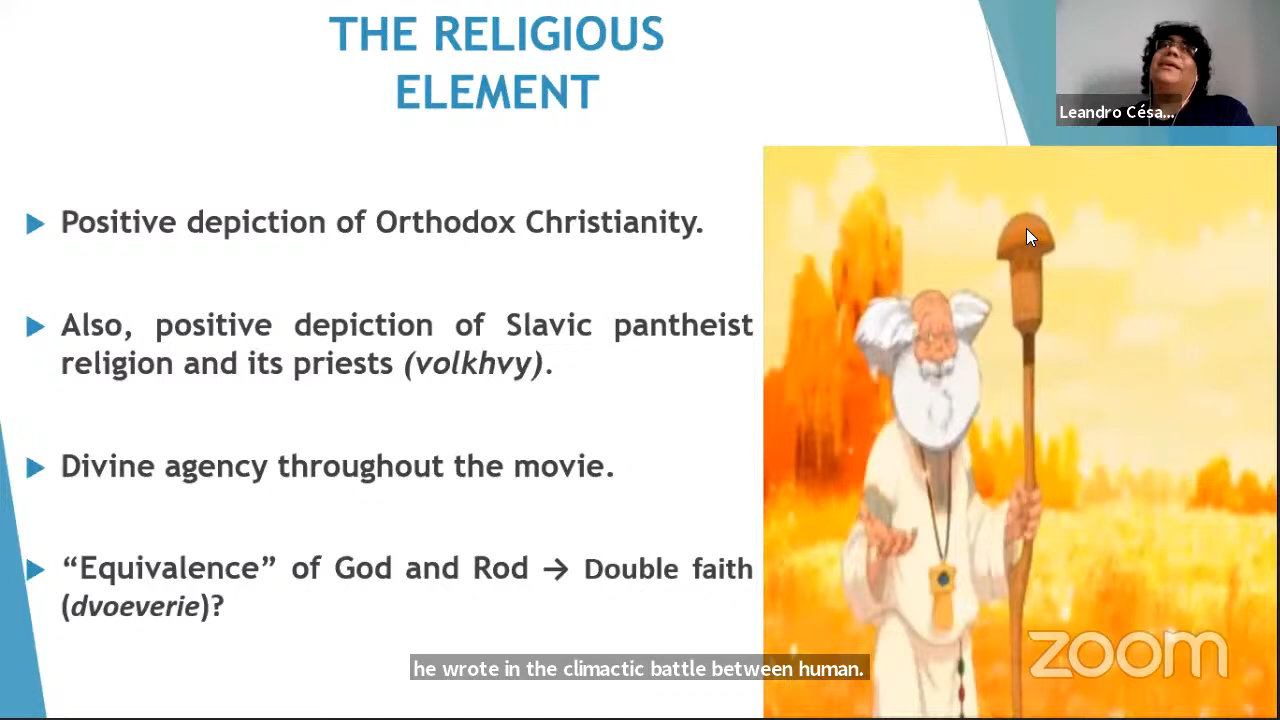 THE RELIGIOUS
ELEMENT
Leandro Césa...
Positive depiction of Orthodox Christianity.
Also, positive depiction of Slavic pantheist
religion and its priests (volkhvy).
Divine agency throughout the movie.
“Equivalence” of God and Rod → Double faith
(dvoeverie)?
he wrote in the climactic battle between human.
zoom